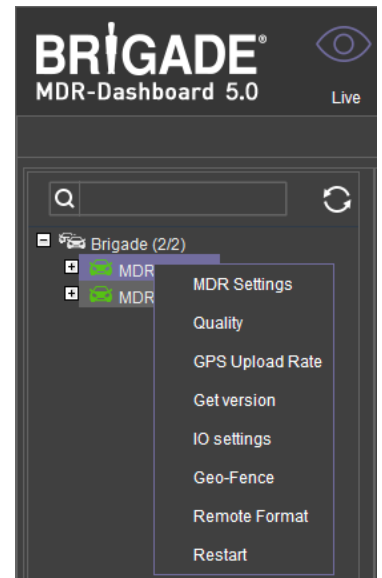 BRIGADE®
MDR-Dashboard 5.0
Live
Brigade (2/2)
MDR
MDR
MDR Settings
Quality
GPS Upload Rate
Get version
IO settings
Geo-Fence
Remote Format
Restart